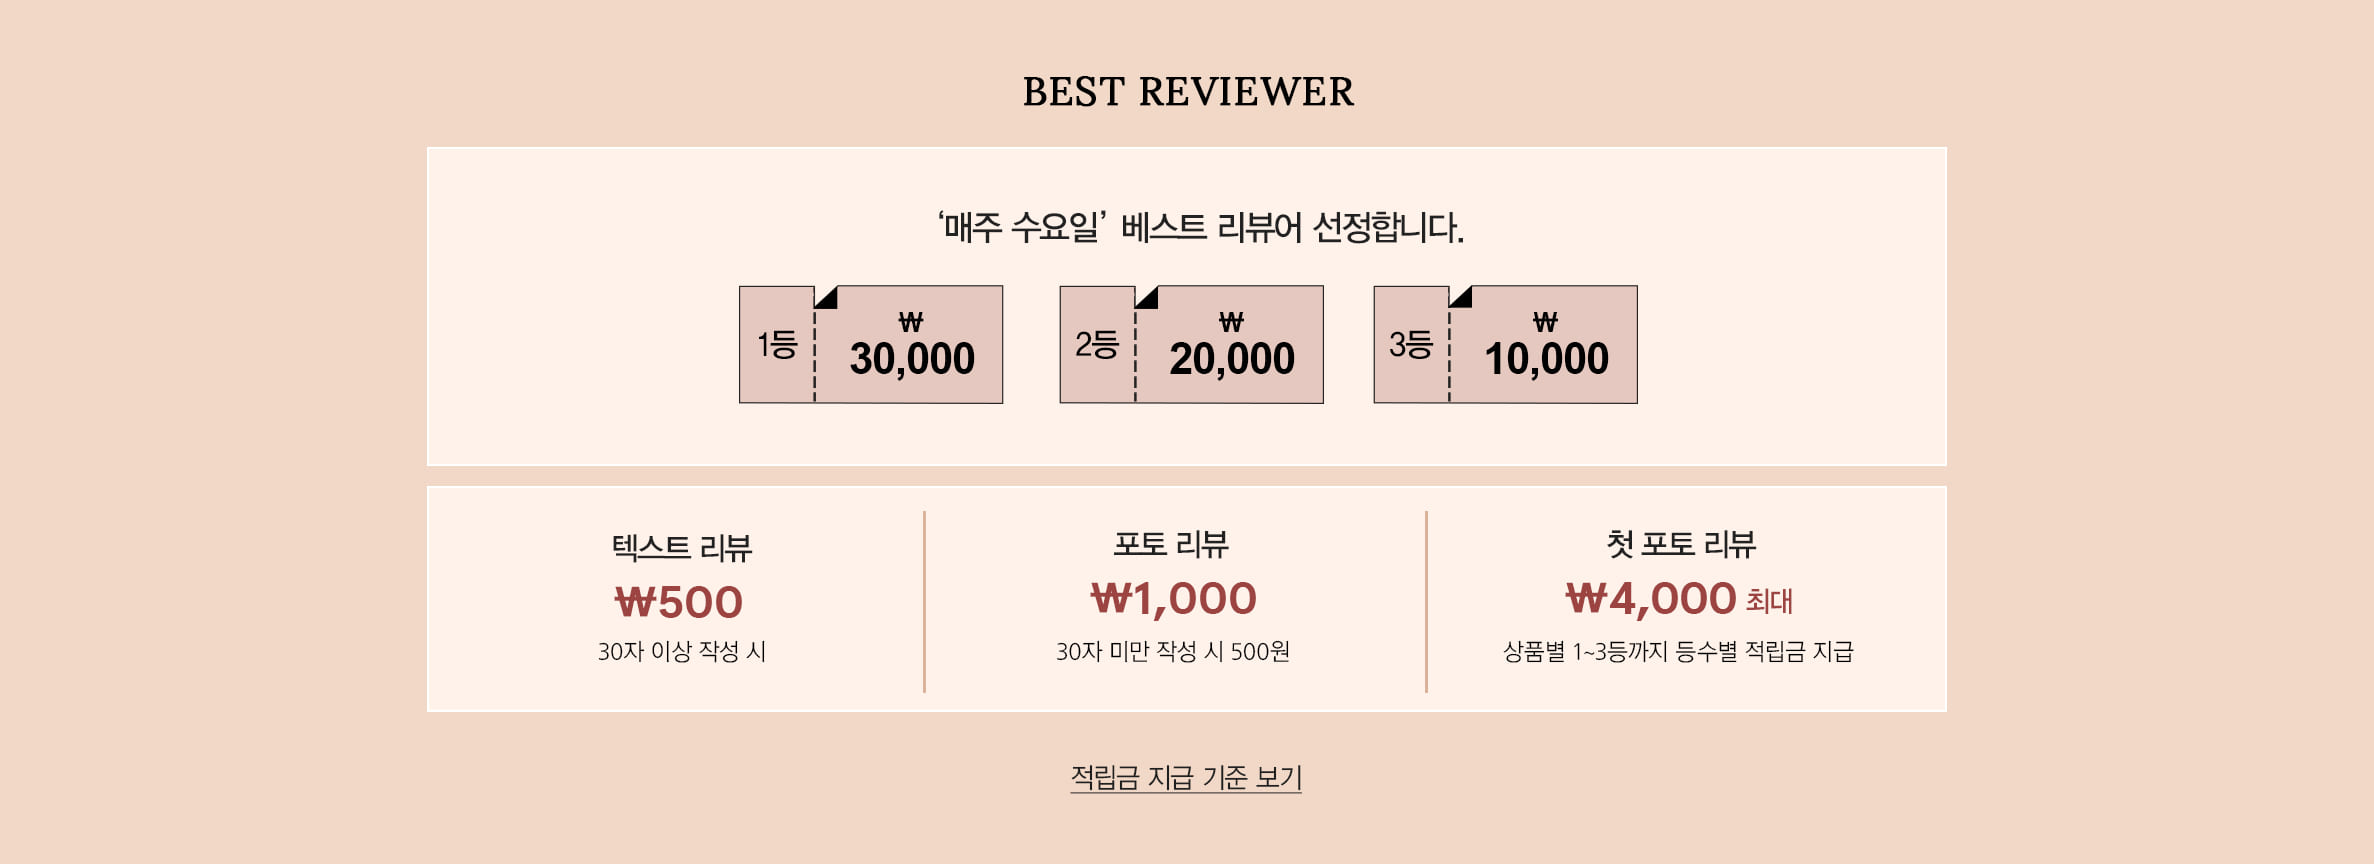 BEST REVIEWER
‘매주 수요일’ 베스트 리뷰어 선정합니다.
1등 ₩ 30,000
2등 ₩ 20,000
3등 ₩ 10,000
텍스트 리뷰
₩500
30자 이상 작성 시
포토 리뷰
₩1,000
30자 미만 작성 시 500원
첫 포토 리뷰
₩4,000 최대
상품별 1~3등까지 등수별 적립금 지급
적립금 지급 기준 보기